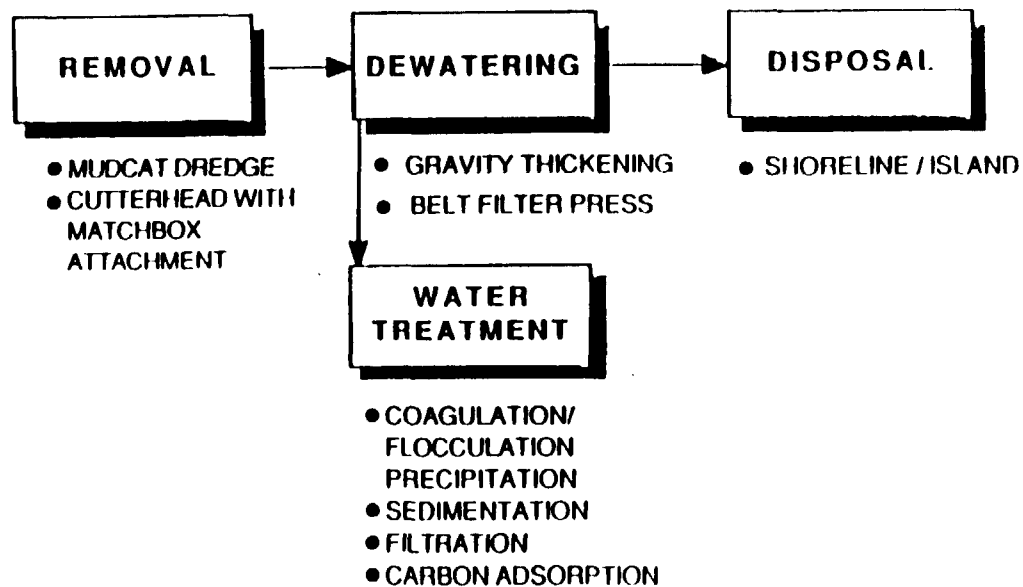 REMOVAL
DEWATERING
DISPOSAL
● MUDCAT DREDGE
● CUTTERHEAD WITH
MATCHBOX
ATTACHMENT
● GRAVITY THICKENING
● BELT FILTER PRESS
● SHORELINE / ISLAND
WATER
TREATMENT
● COAGULATION/
FLOCCULATION
PRECIPITATION
● SEDIMENTATION
● FILTRATION
● CARBON ADSORPTION